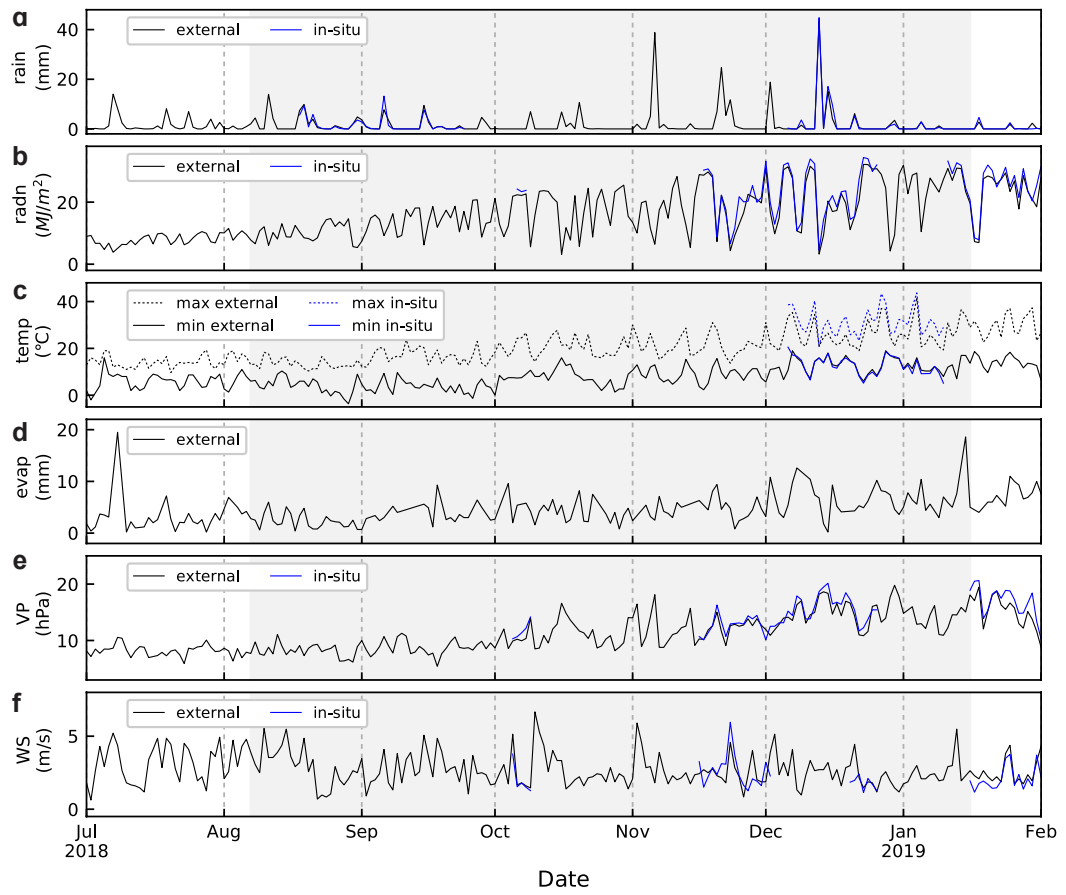 a
external in-situ
rain
(mm)
40
20
0
b
external in-situ
radn
(MJ/m²)
20
0
c
max external max in-situ
min external min in-situ
temp
(°C)
40
20
0
d
external
evap
(mm)
20
10
0
e
external in-situ
VP
(hPa)
20
10
f
external in-situ
WS
(m/s)
5
0
Jul Aug Sep Oct Nov Dec Jan Feb
2018 2019
Date